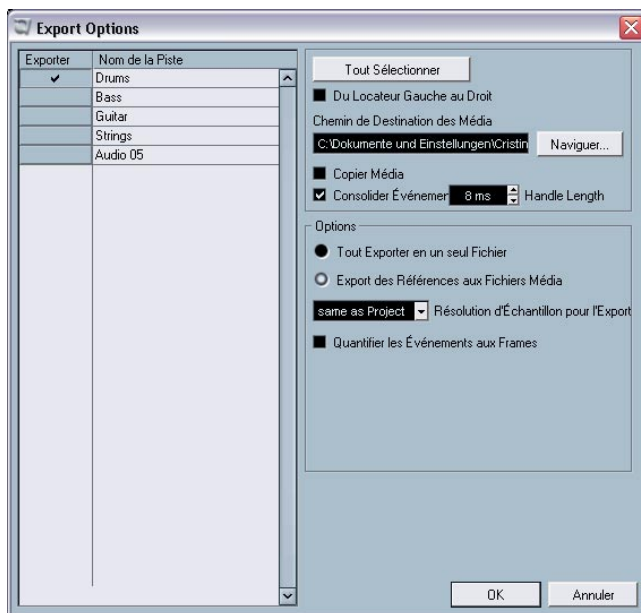 Export Options
Exporter
Nom de la Piste
Drums
Bass
Guitar
Strings
Audio 05
Tout Sélectionner
Du Locateur Gauche au Droit
Chemin de Destination des Média
C:\Dokumente und Einstellungen\Cristin
Naviguer...
Copier Média
Consolider Événemer 8 ms Handle Length
Options
Tout Exporter en un seul Fichier
Export des Références aux Fichiers Média
same as Project Résolution d'Échantillon pour l'Export
Quantifier les Événements aux Frames
OK
Annuler